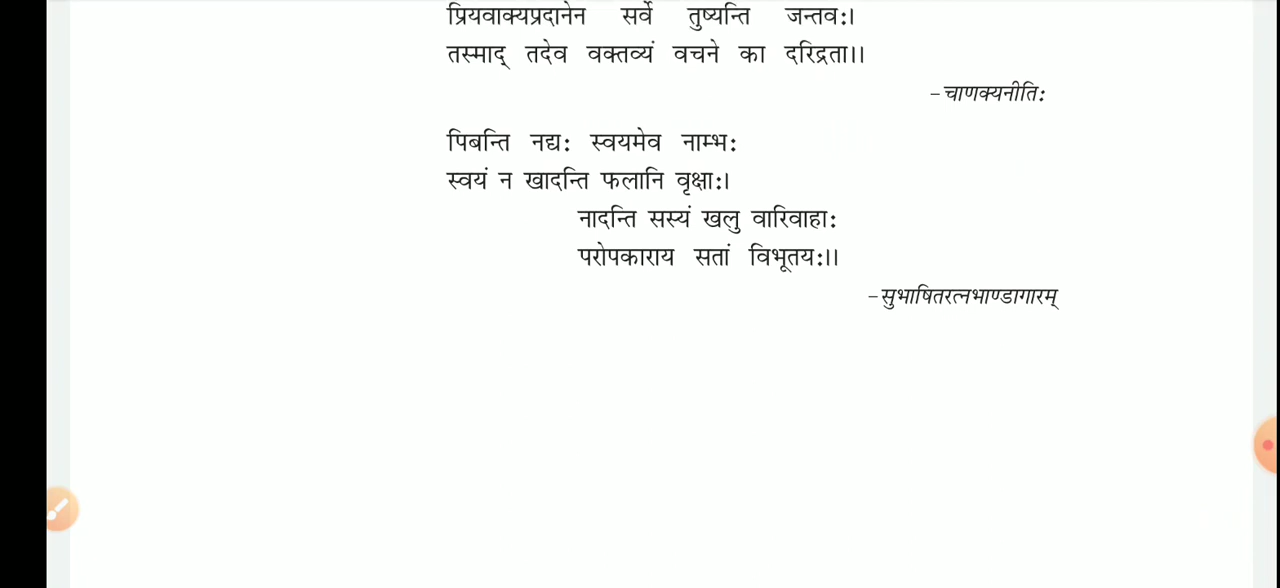 प्रियवाक्यप्रदानेन सर्वे तुष्यन्ति जन्तवः।
तस्माद् तदेव वक्तव्यं वचने का दरिद्रता।।
-चाणक्यनीतिः
पिबन्ति नद्यः स्वयमेव नाम्भः
स्वयं न खादन्ति फलानि वृक्षाः।
नादन्ति सस्यं खलु वारिवाहाः
परोपकाराय सतां विभूतयः।।
-सुभाषितरत्नभाण्डागारम्